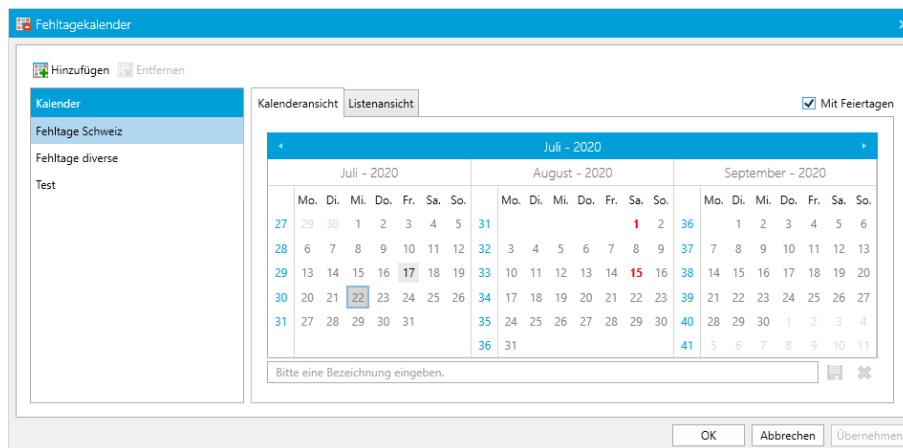 Fehltagekalender
Hinzufügen Entfernen
Kalender
Fehltage Schweiz
Fehltage diverse
Test
Kalenderansicht Listenansicht Mit Feiertagen
Juli - 2020
Juli - 2020 August - 2020 September - 2020
Mo. Di. Mi. Do. Fr. Sa. So. Mo. Di. Mi. Do. Fr. Sa. So. Mo. Di. Mi. Do. Fr. Sa. So.
27 29 30 1 2 3 4 5 31 1 2 36 1 2 3 4 5 6
28 6 7 8 9 10 11 12 32 3 4 5 6 7 8 9 37 7 8 9 10 11 12 13
29 13 14 15 16 17 18 19 33 10 11 12 13 14 15 16 38 14 15 16 17 18 19 20
30 20 21 22 23 24 25 26 34 17 18 19 20 21 22 23 39 21 22 23 24 25 26 27
31 27 28 29 30 31 35 24 25 26 27 28 29 30 40 28 29 30 1 2 3 4
36 31 41 5 6 7 8 9 10 11
Bitte eine Bezeichnung eingeben.
OK Abbrechen Übernehmen